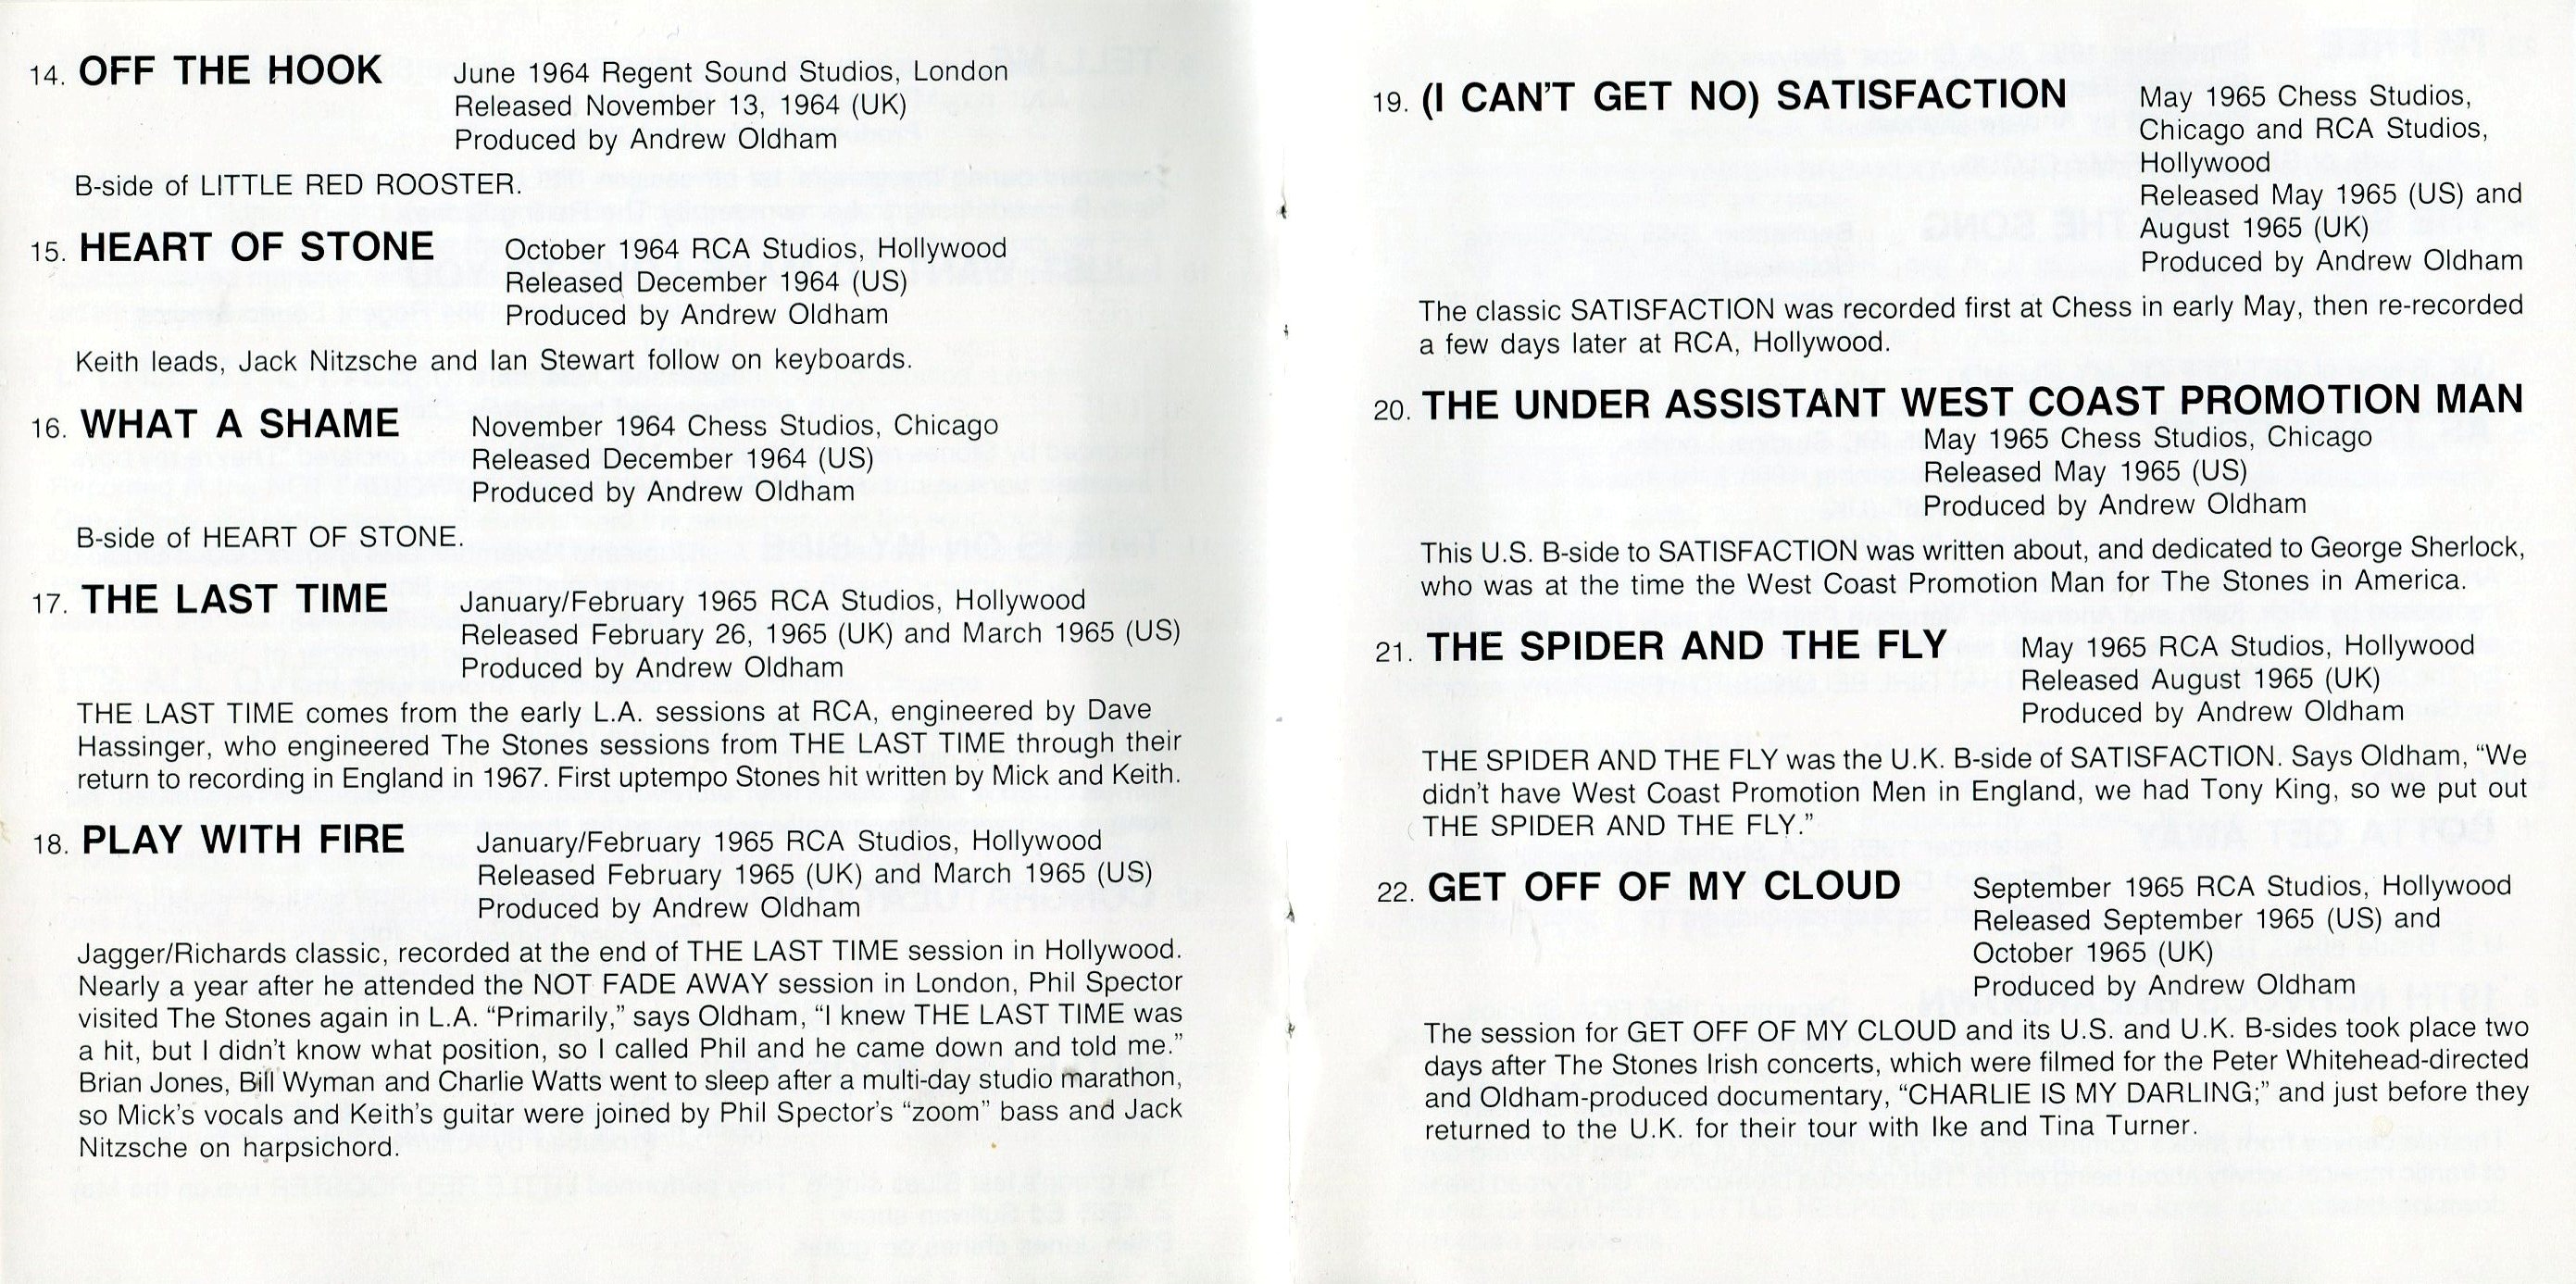 14. OFF THE HOOK June 1964 Regent Sound Studios, London
Released November 13, 1964 (UK)
Produced by Andrew Oldham
B-side of LITTLE RED ROOSTER.
15. HEART OF STONE October 1964 RCA Studios, Hollywood
Released December 1964 (US)
Produced by Andrew Oldham
Keith leads, Jack Nitzsche and Ian Stewart follow on keyboards.
16. WHAT A SHAME November 1964 Chess Studios, Chicago
Released December 1964 (US)
Produced by Andrew Oldham
B-side of HEART OF STONE.
17. THE LAST TIME January/February 1965 RCA Studios, Hollywood
Released February 26, 1965 (UK) and March 1965 (US)
Produced by Andrew Oldham
THE LAST TIME comes from the early L.A. sessions at RCA, engineered by Dave
Hassinger, who engineered The Stones sessions from THE LAST TIME through their
return to recording in England in 1967. First uptempo Stones hit written by Mick and Keith.
18. PLAY WITH FIRE January/February 1965 RCA Studios, Hollywood
Released February 1965 (UK) and March 1965 (US)
Produced by Andrew Oldham
Jagger/Richards classic, recorded at the end of THE LAST TIME session in Hollywood.
Nearly a year after he attended the NOT FADE AWAY session in London, Phil Spector
visited The Stones again in L.A. “Primarily,” says Oldham, “I knew THE LAST TIME was
a hit, but I didn’t know what position, so I called Phil and he came down and told me.”
Brian Jones, Bill Wyman and Charlie Watts went to sleep after a multi-day studio marathon,
so Mick’s vocals and Keith’s guitar were joined by Phil Spector’s “zoom” bass and Jack
Nitzsche on harpsichord.
19. (I CAN’T GET NO) SATISFACTION May 1965 Chess Studios,
Chicago and RCA Studios,
Hollywood
Released May 1965 (US) and
August 1965 (UK)
Produced by Andrew Oldham
The classic SATISFACTION was recorded first at Chess in early May, then re-recorded
a few days later at RCA, Hollywood.
20. THE UNDER ASSISTANT WEST COAST PROMOTION MAN
May 1965 Chess Studios, Chicago
Released May 1965 (US)
Produced by Andrew Oldham
This U.S. B-side to SATISFACTION was written about, and dedicated to George Sherlock,
who was at the time the West Coast Promotion Man for The Stones in America.
21. THE SPIDER AND THE FLY May 1965 RCA Studios, Hollywood
Released August 1965 (UK)
Produced by Andrew Oldham
THE SPIDER AND THE FLY was the U.K. B-side of SATISFACTION. Says Oldham, “We
didn’t have West Coast Promotion Men in England, we had Tony King, so we put out
THE SPIDER AND THE FLY.”
22. GET OFF OF MY CLOUD September 1965 RCA Studios, Hollywood
Released September 1965 (US) and
October 1965 (UK)
Produced by Andrew Oldham
The session for GET OFF OF MY CLOUD and its U.S. and U.K. B-sides took place two
days after The Stones Irish concerts, which were filmed for the Peter Whitehead-directed
and Oldham-produced documentary, “CHARLIE IS MY DARLING;” and just before they
returned to the U.K. for their tour with Ike and Tina Turner.